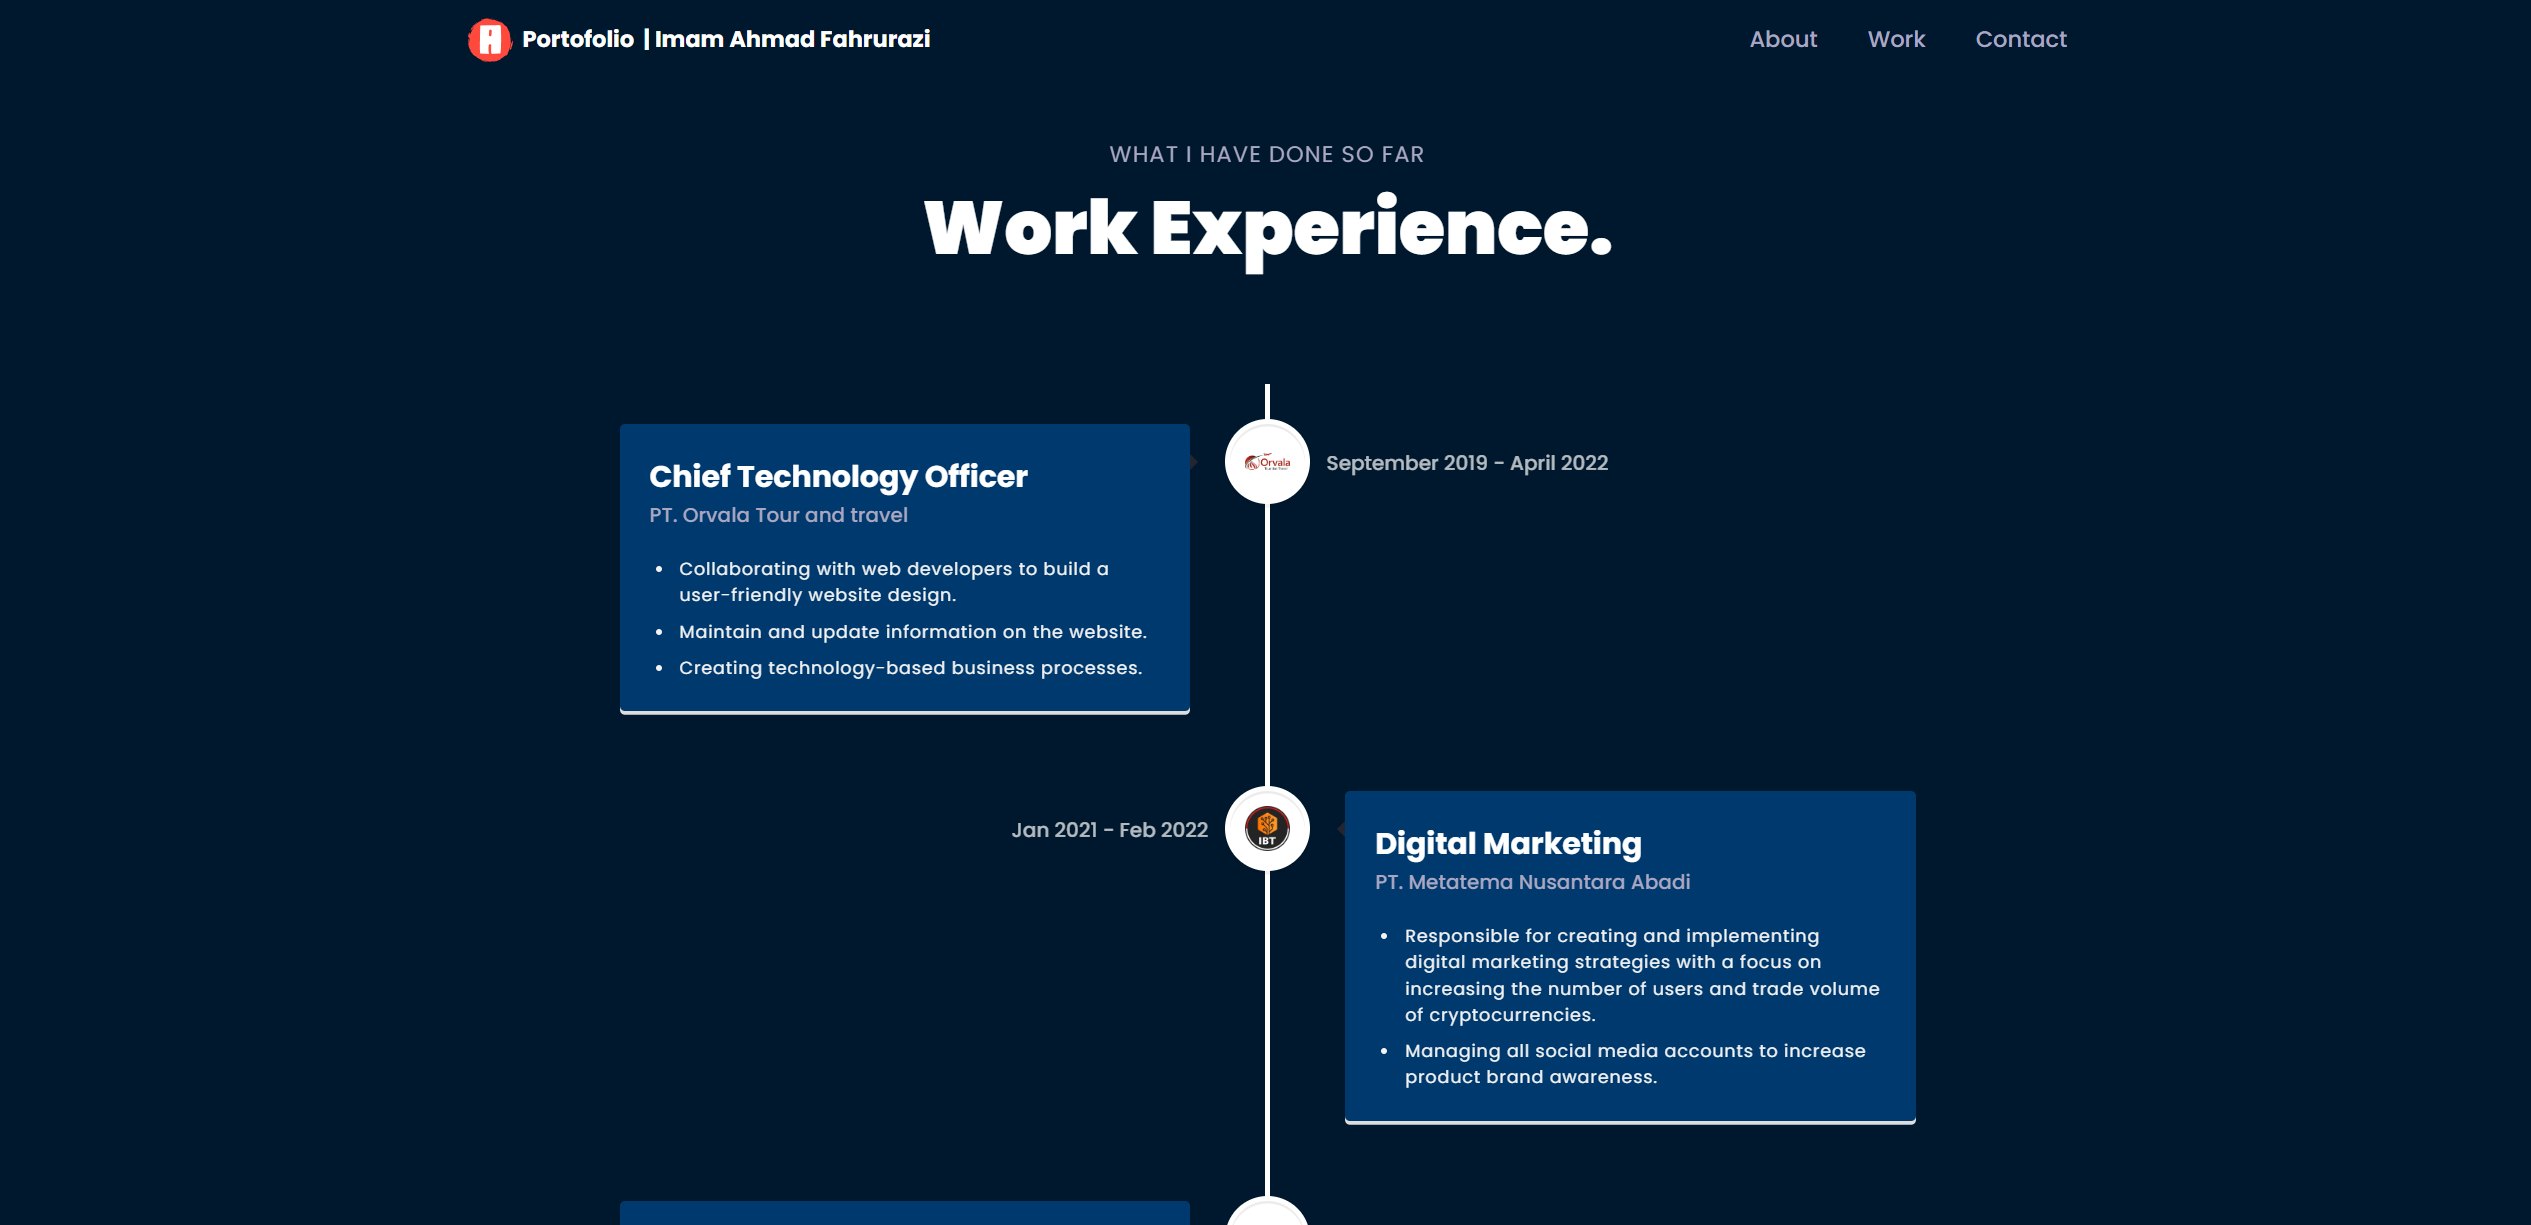 Portofolio | Imam Ahmad Fahrurazi
About
Work
Contact
WHAT I HAVE DONE SO FAR
Work Experience.
Chief Technology Officer
PT. Orvala Tour and travel
Collaborating with web developers to build a
user-friendly website design.
Maintain and update information on the website.
Creating technology-based business processes.
Orvala
September 2019 - April 2022
Jan 2021 - Feb 2022
IBT
Digital Marketing
PT. Metatema Nusantara Abadi
Responsible for creating and implementing
digital marketing strategies with a focus on
increasing the number of users and trade volume
of cryptocurrencies.
Managing all social media accounts to increase
product brand awareness.